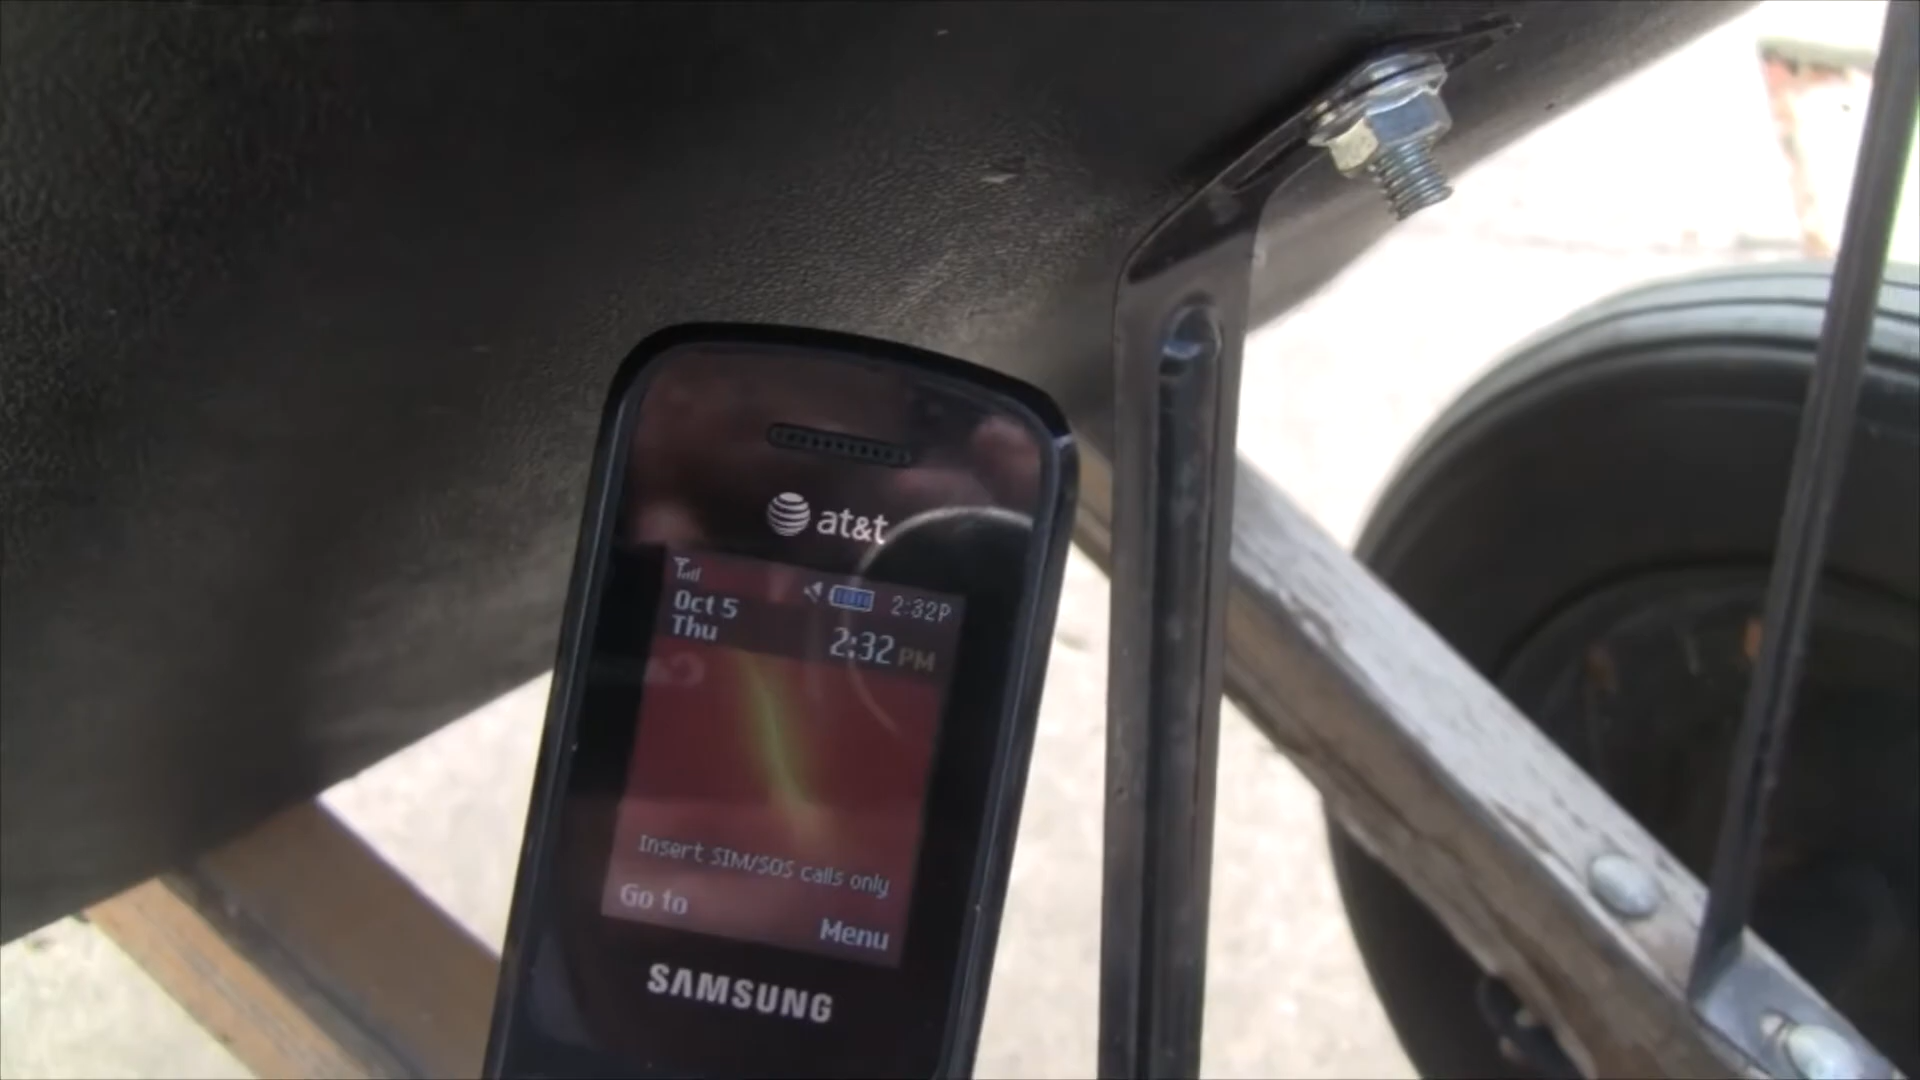 at&t
2:32P
Oct 5
Thu
2:32 PM
Insert SIM/SOS calls only
Go to
Menu
SAMSUNG